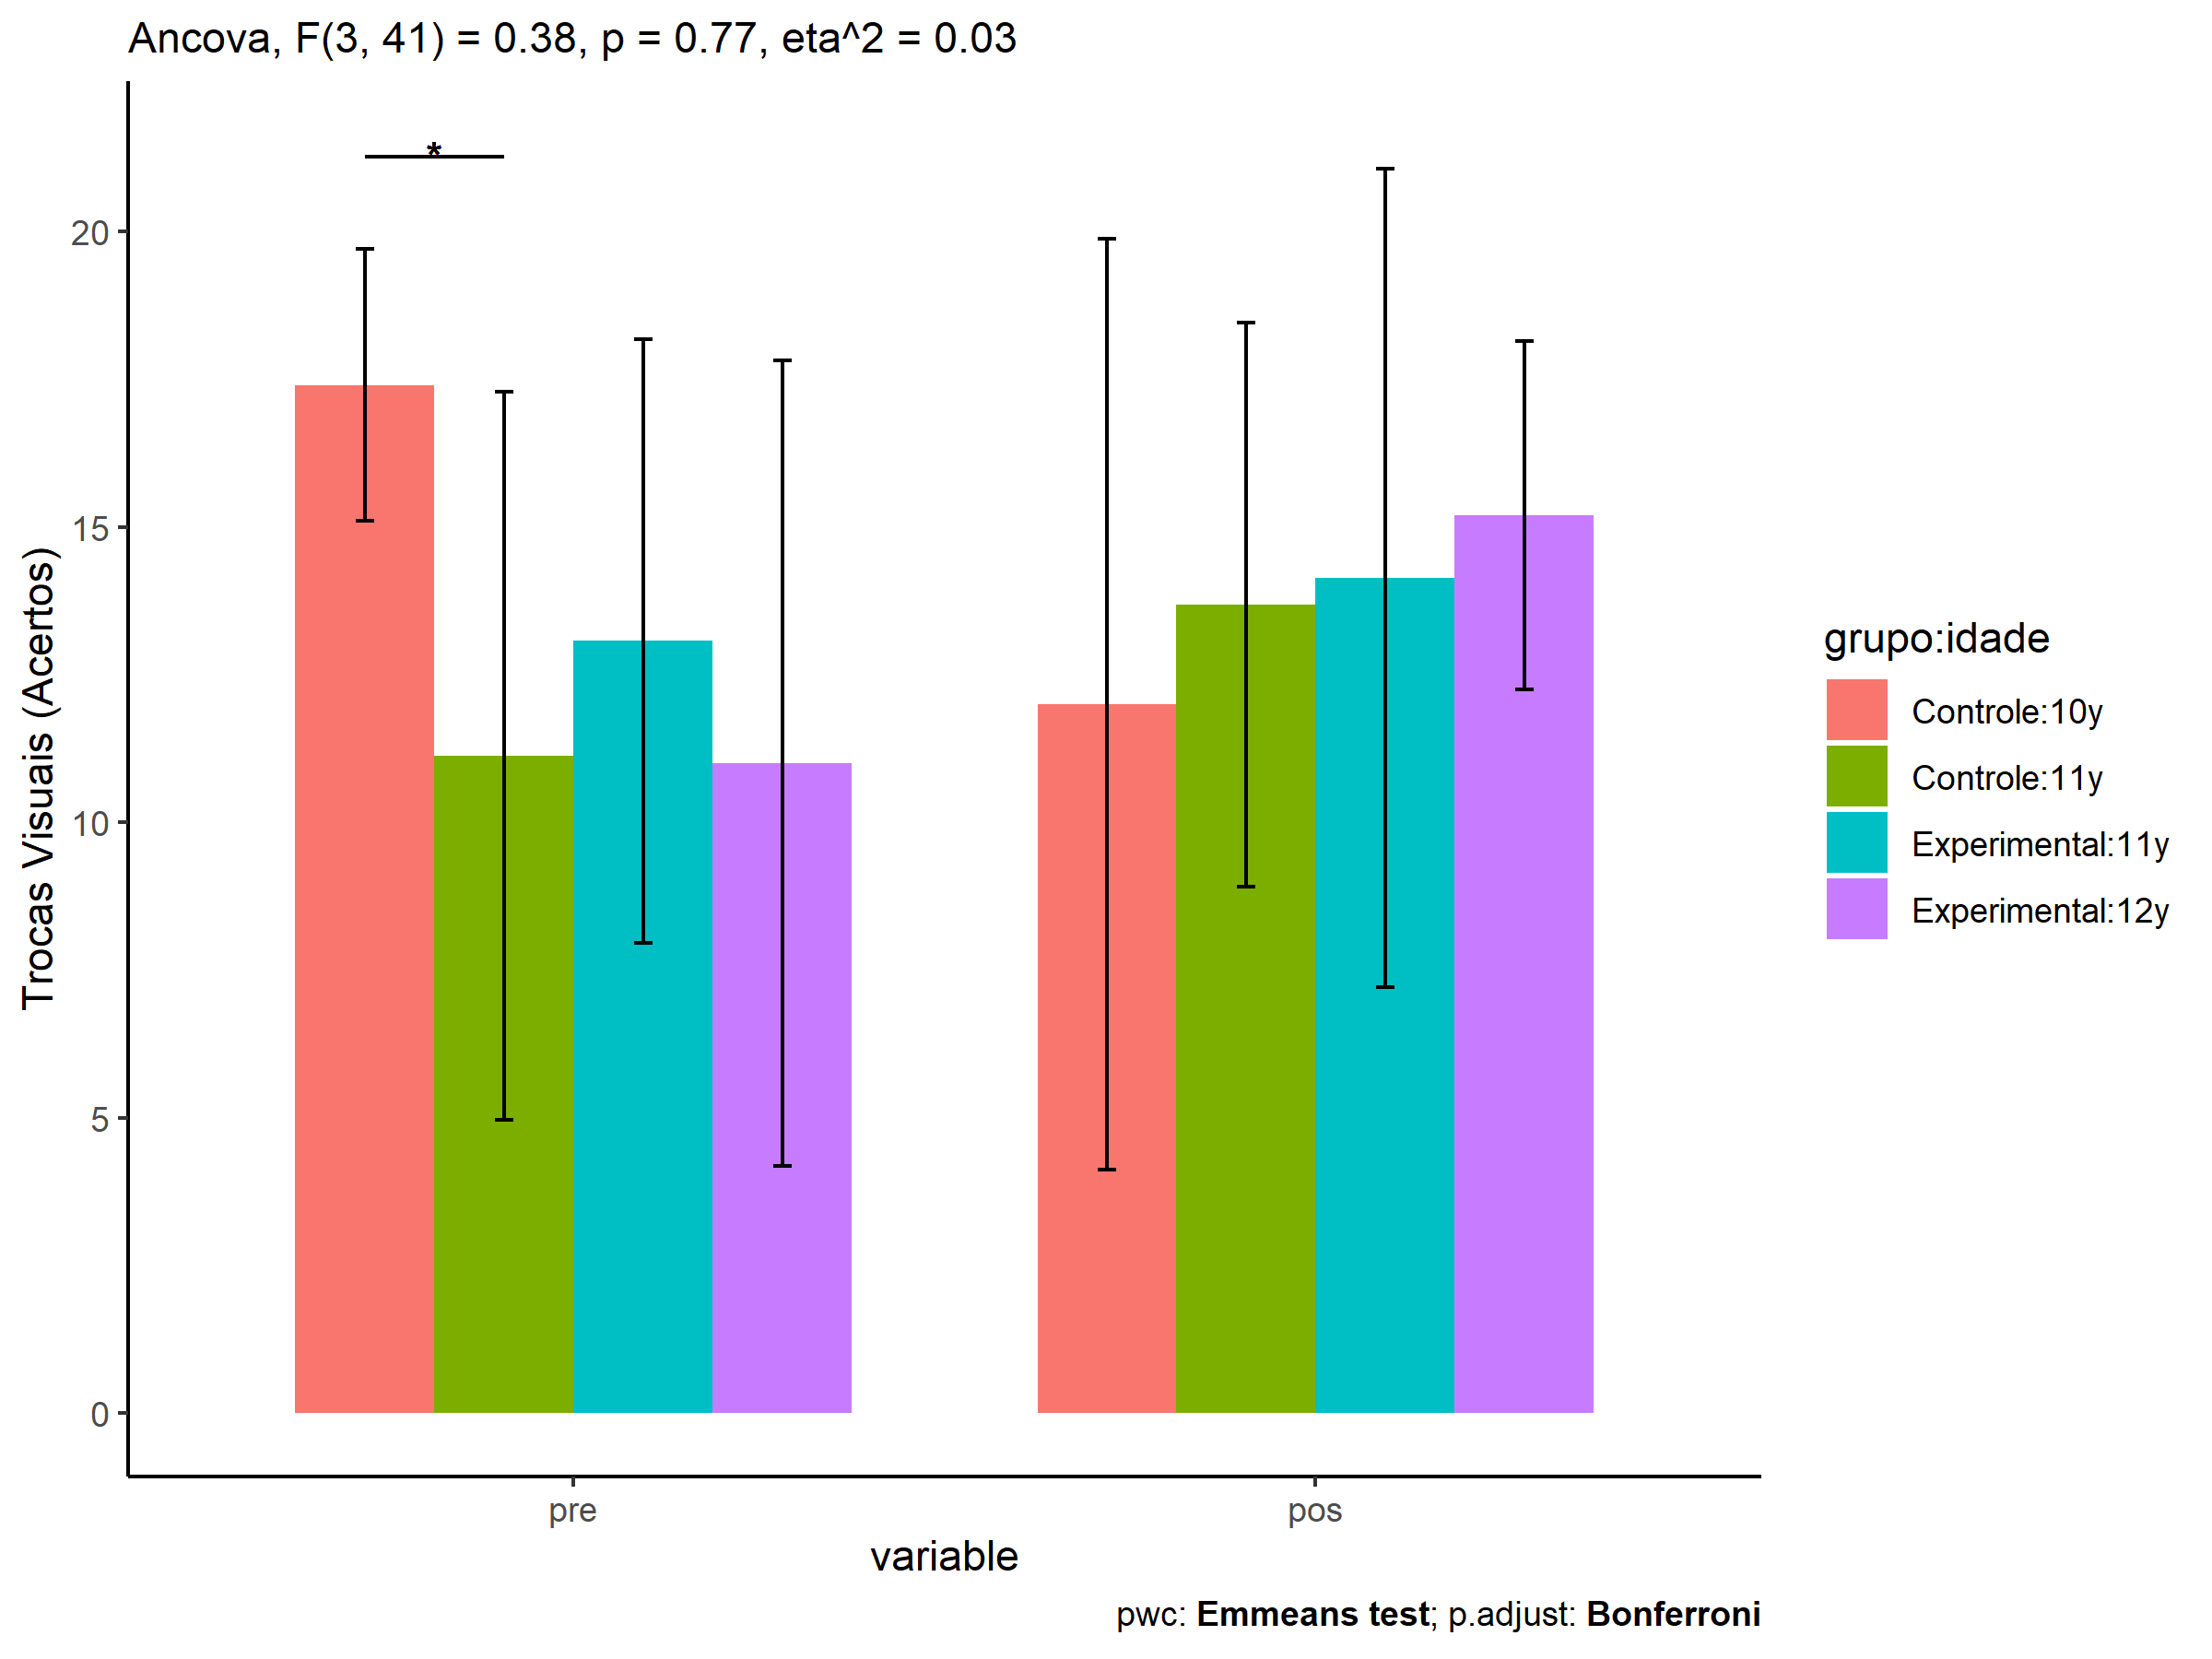 Ancova, F(3, 41) = 0.38, p = 0.77, eta^2 = 0.03
*
20
15
10
5
0
Trocas Visuais (Acertos)
pre
pos
variable
grupo:idade
Controle:10y
Controle:11y
Experimental:11y
Experimental:12y
pwc: Emmeans test; p.adjust: Bonferroni